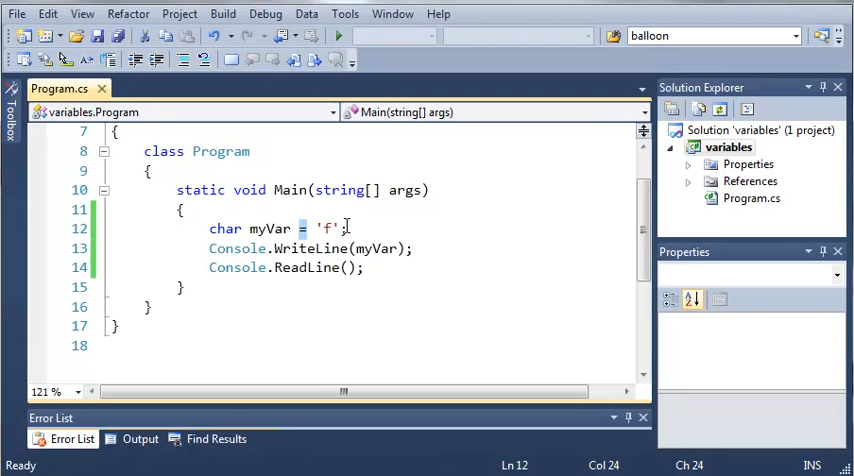 File Edit View Refactor Project Build Debug Data Tools Window Help
balloon
Program.cs
variables.Program
Main(string[] args)
Toolbox
7 {
8 class Program
9 {
10 static void Main(string[] args)
11 {
12 char myVar = 'f';
13 Console.WriteLine(myVar);
14 Console.ReadLine();
15 }
16 }
17 }
18
121 %
Solution Explorer
Solution 'variables' (1 project)
variables
Properties
References
Program.cs
Properties
Error List
Error List Output Find Results
Ready Ln 12 Col 24 Ch 24 INS